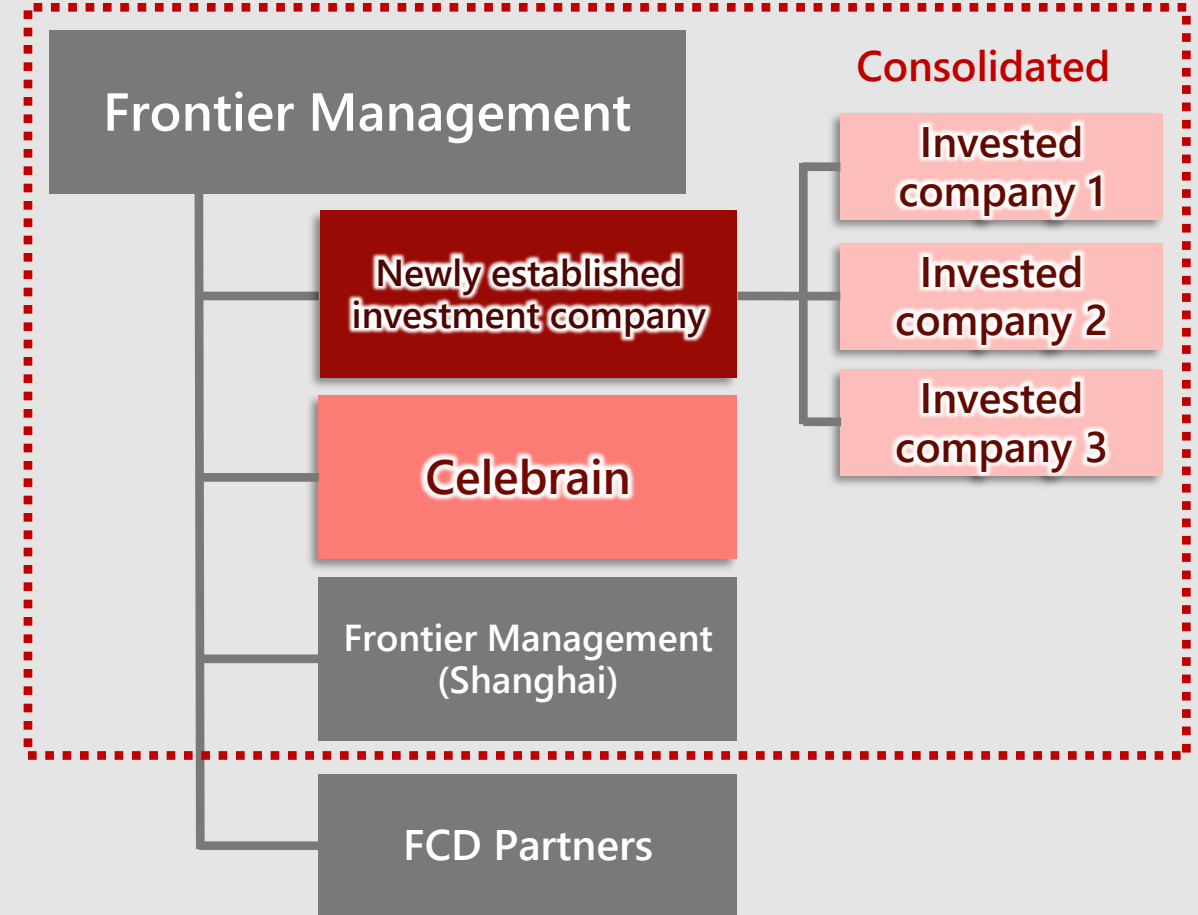 Frontier Management
Consolidated
Invested
company 1
Newly established
investment company
Invested
company 2
Invested
company 3
Celebrain
Frontier Management
(Shanghai)
FCD Partners